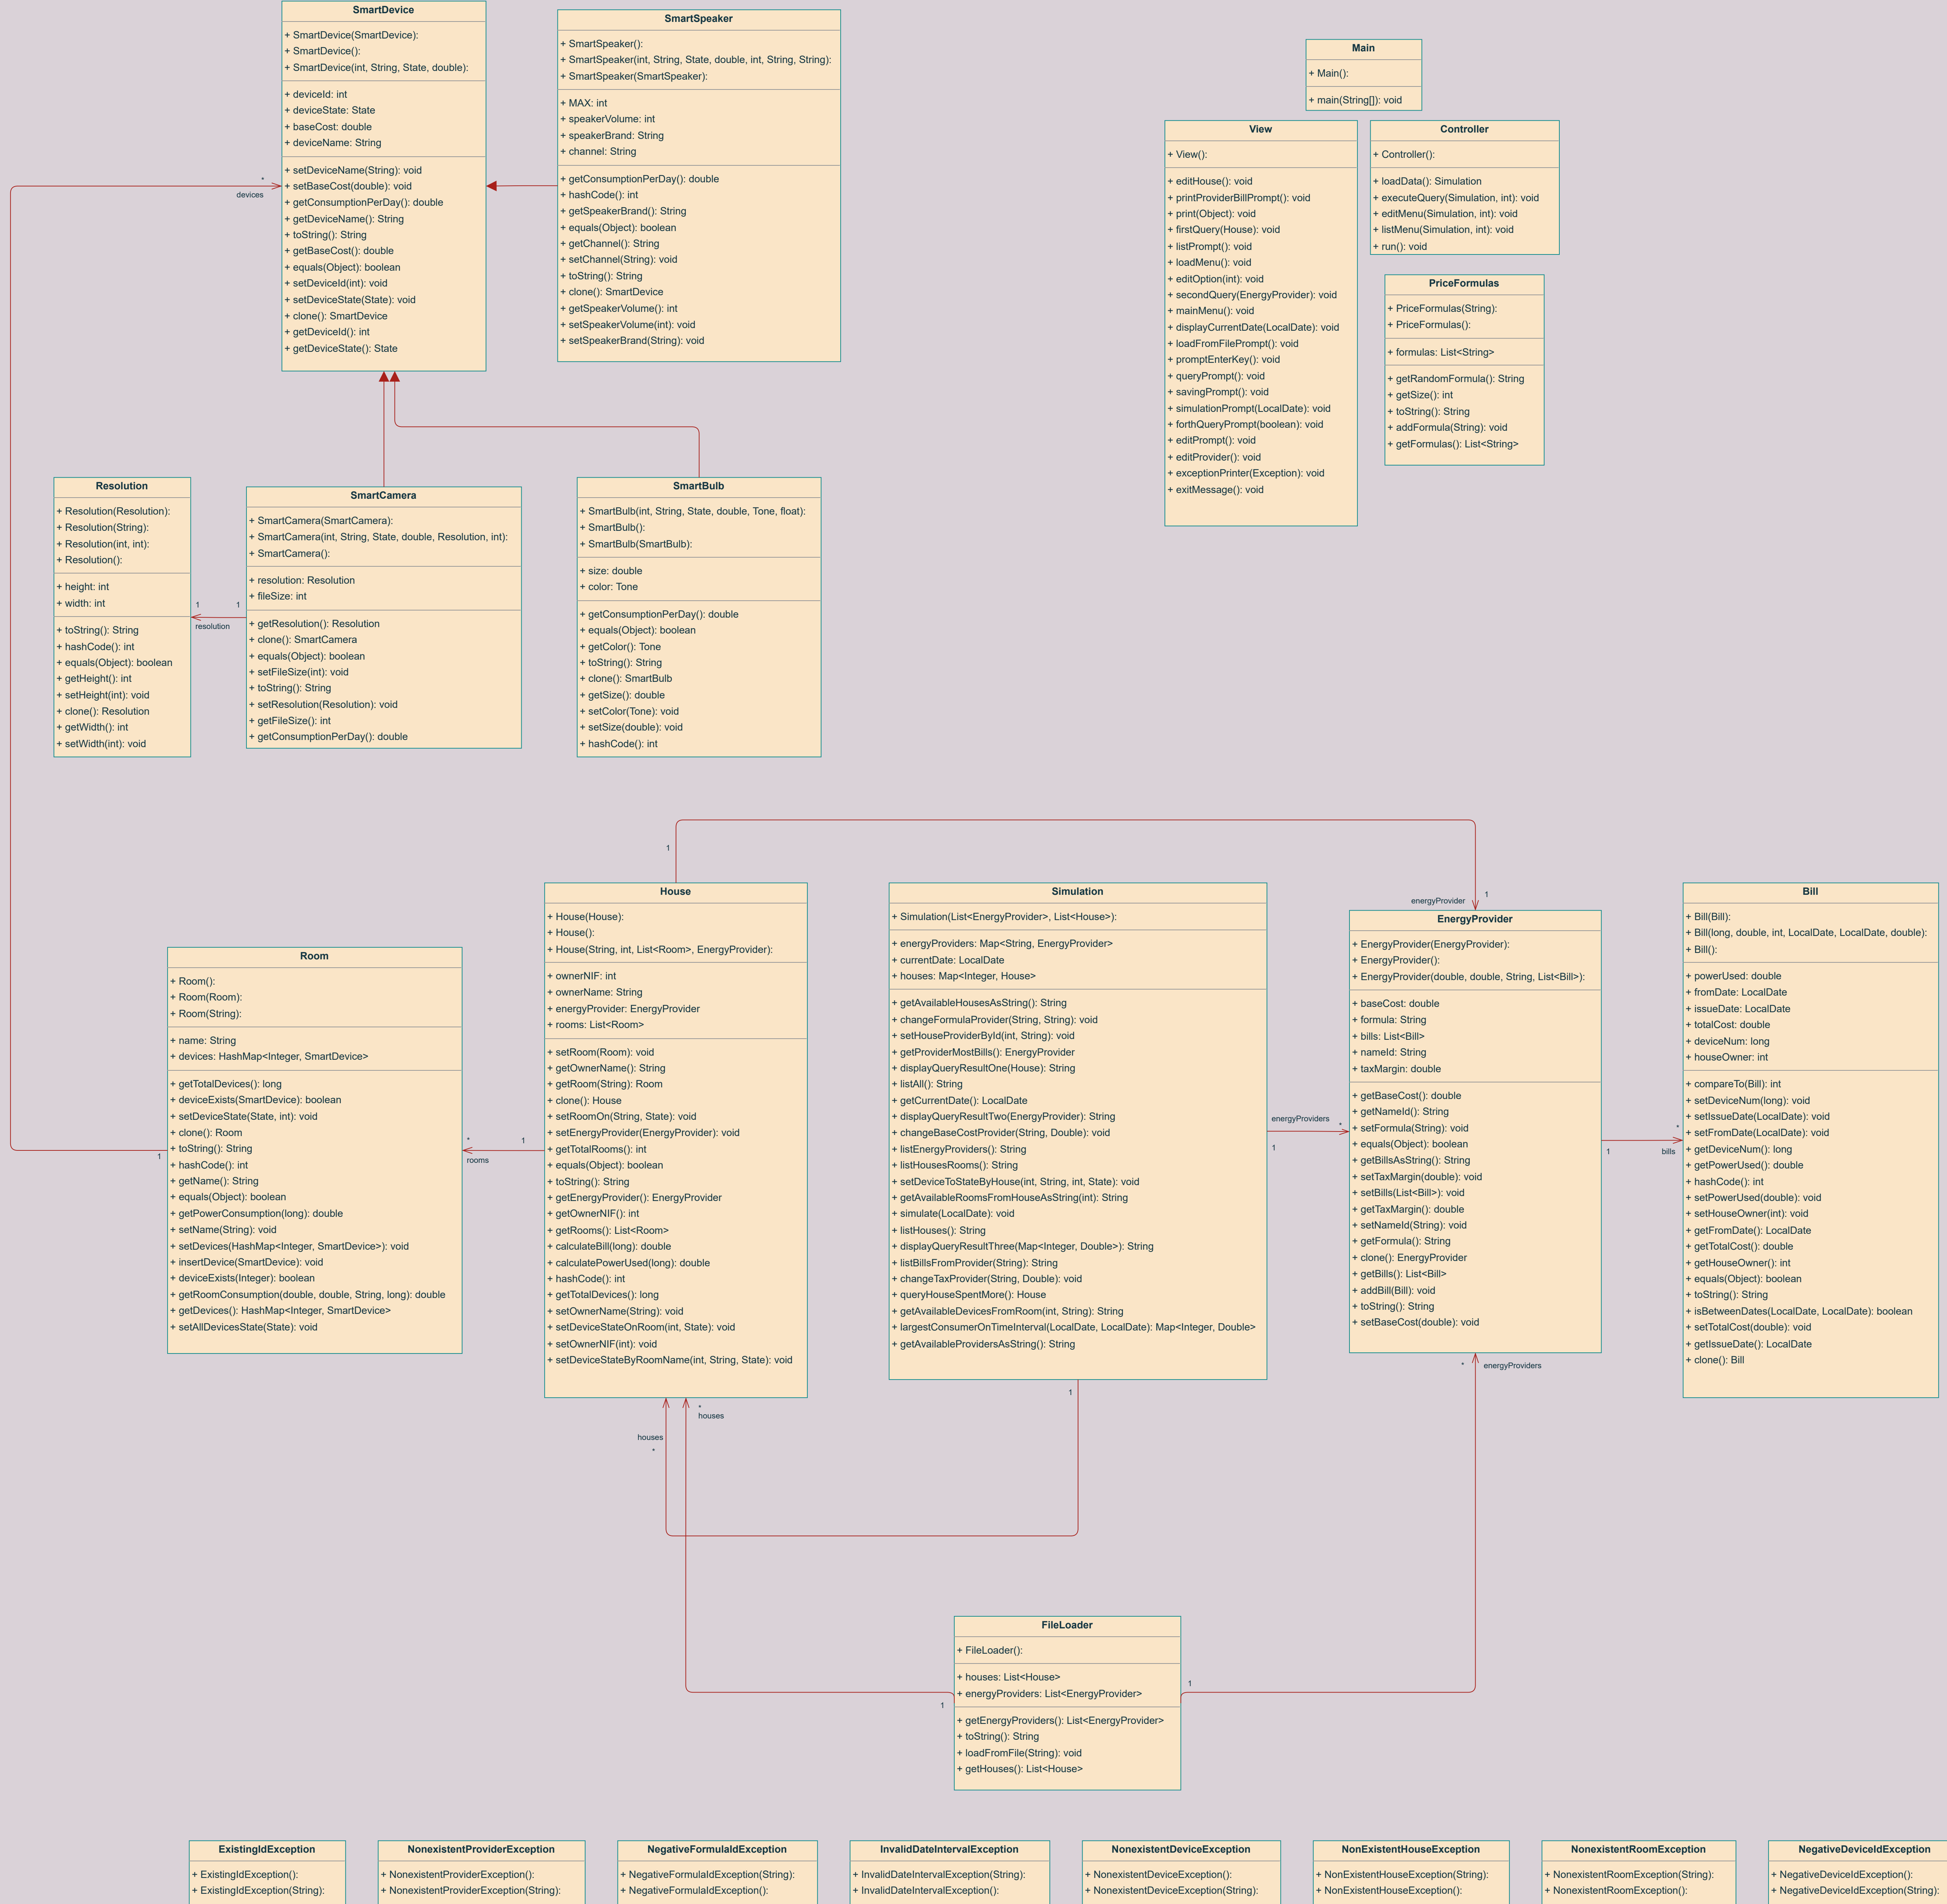 SmartDevice
+ SmartDevice(SmartDevice):
+ SmartDevice():
+ SmartDevice(int, String, State, double):
+ deviceId: int
+ deviceState: State
+ baseCost: double
+ deviceName: String
+ setDeviceName(String): void
+ setBaseCost(double): void
+ getConsumptionPerDay(): double
+ getDeviceName(): String
+ toString(): String
+ getBaseCost(): double
+ equals(Object): boolean
+ setDeviceId(int): void
+ setDeviceState(State): void
+ clone(): SmartDevice
+ getDeviceId(): int
+ getDeviceState(): State
*
devices
SmartSpeaker
+ SmartSpeaker():
+ SmartSpeaker(int, String, State, double, int, String, String):
+ SmartSpeaker(SmartSpeaker):
+ MAX: int
+ speakerVolume: int
+ speakerBrand: String
+ channel: String
+ getConsumptionPerDay(): double
+ hashCode(): int
+ getSpeakerBrand(): String
+ equals(Object): boolean
+ getChannel(): String
+ setChannel(String): void
+ toString(): String
+ clone(): SmartDevice
+ getSpeakerVolume(): int
+ setSpeakerVolume(int): void
+ setSpeakerBrand(String): void
Main
+ Main():
+ main(String[]): void
View
+ View():
+ editHouse(): void
+ printProviderBillPrompt(): void
+ print(Object): void
+ firstQuery(House): void
+ listPrompt(): void
+ loadMenu(): void
+ editOption(int): void
+ secondQuery(EnergyProvider): void
+ mainMenu(): void
+ displayCurrentDate(LocalDate): void
+ loadFromFilePrompt(): void
+ promptEnterKey(): void
+ queryPrompt(): void
+ savingPrompt(): void
+ simulationPrompt(LocalDate): void
+ forthQueryPrompt(boolean): void
+ editPrompt(): void
+ editProvider(): void
+ exceptionPrinter(Exception): void
+ exitMessage(): void
Controller
+ Controller():
+ loadData(): Simulation
+ executeQuery(Simulation, int): void
+ editMenu(Simulation, int): void
+ listMenu(Simulation, int): void
+ run(): void
PriceFormulas
+ PriceFormulas(String):
+ PriceFormulas():
+ formulas: List<String>
+ getRandomFormula(): String
+ getSize(): int
+ toString(): String
+ addFormula(String): void
+ getFormulas(): List<String>
Resolution
+ Resolution(Resolution):
+ Resolution(String):
+ Resolution(int, int):
+ Resolution():
+ height: int
+ width: int
+ toString(): String
+ hashCode(): int
+ equals(Object): boolean
+ getHeight(): int
+ setHeight(int): void
+ clone(): Resolution
+ getWidth(): int
+ setWidth(int): void
1
1
resolution
SmartCamera
+ SmartCamera(SmartCamera):
+ SmartCamera(int, String, State, double, Resolution, int):
+ SmartCamera():
+ resolution: Resolution
+ fileSize: int
+ getResolution(): Resolution
+ clone(): SmartCamera
+ equals(Object): boolean
+ setFileSize(int): void
+ toString(): String
+ setResolution(Resolution): void
+ getFileSize(): int
+ getConsumptionPerDay(): double
SmartBulb
+ SmartBulb(int, String, State, double, Tone, float):
+ SmartBulb():
+ SmartBulb(SmartBulb):
+ size: double
+ color: Tone
+ getConsumptionPerDay(): double
+ equals(Object): boolean
+ getColor(): Tone
+ toString(): String
+ clone(): SmartBulb
+ getSize(): double
+ setColor(Tone): void
+ setSize(double): void
+ hashCode(): int
1
1
energyProvider
Room
+ Room():
+ Room(Room):
+ Room(String):
+ name: String
+ devices: HashMap<Integer, SmartDevice>
+ getTotalDevices(): long
+ deviceExists(SmartDevice): boolean
+ setDeviceState(State, int): void
+ clone(): Room
+ toString(): String
+ hashCode(): int
+ getName(): String
+ equals(Object): boolean
+ getPowerConsumption(long): double
+ setName(String): void
+ setDevices(HashMap<Integer, SmartDevice>): void
+ insertDevice(SmartDevice): void
+ deviceExists(Integer): boolean
+ getRoomConsumption(double, double, String, long): double
+ getDevices(): HashMap<Integer, SmartDevice>
+ setAllDevicesState(State): void
1
*
1
rooms
House
+ House(House):
+ House():
+ House(String, int, List<Room>, EnergyProvider):
+ ownerNIF: int
+ ownerName: String
+ energyProvider: EnergyProvider
+ rooms: List<Room>
+ setRoom(Room): void
+ getOwnerName(): String
+ getRoom(String): Room
+ clone(): House
+ setRoomOn(String, State): void
+ setEnergyProvider(EnergyProvider): void
+ getTotalRooms(): int
+ equals(Object): boolean
+ toString(): String
+ getEnergyProvider(): EnergyProvider
+ getOwnerNIF(): int
+ getRooms(): List<Room>
+ calculateBill(long): double
+ calculatePowerUsed(long): double
+ hashCode(): int
+ getTotalDevices(): long
+ setOwnerName(String): void
+ setDeviceStateOnRoom(int, State): void
+ setOwnerNIF(int): void
+ setDeviceStateByRoomName(int, String, State): void
Simulation
+ Simulation(List<EnergyProvider>, List<House>):
+ energyProviders: Map<String, EnergyProvider>
+ currentDate: LocalDate
+ houses: Map<Integer, House>
+ getAvailableHousesAsString(): String
+ changeFormulaProvider(String, String): void
+ setHouseProviderById(int, String): void
+ getProviderMostBills(): EnergyProvider
+ displayQueryResultOne(House): String
+ listAll(): String
+ getCurrentDate(): LocalDate
+ displayQueryResultTwo(EnergyProvider): String
+ changeBaseCostProvider(String, Double): void
+ listEnergyProviders(): String
+ listHousesRooms(): String
+ setDeviceToStateByHouse(int, String, int, State): void
+ getAvailableRoomsFromHouseAsString(int): String
+ simulate(LocalDate): void
+ listHouses(): String
+ displayQueryResultThree(Map<Integer, Double>): String
+ listBillsFromProvider(String): String
+ changeTaxProvider(String, Double): void
+ queryHouseSpentMore(): House
+ getAvailableDevicesFromRoom(int, String): String
+ largestConsumerOnTimeInterval(LocalDate, LocalDate): Map<Integer, Double>
+ getAvailableProvidersAsString(): String
energyProviders
*
1
EnergyProvider
+ EnergyProvider(EnergyProvider):
+ EnergyProvider():
+ EnergyProvider(double, double, String, List<Bill>):
+ baseCost: double
+ formula: String
+ bills: List<Bill>
+ nameId: String
+ taxMargin: double
+ getBaseCost(): double
+ getNameId(): String
+ setFormula(String): void
+ equals(Object): boolean
+ getBillsAsString(): String
+ setTaxMargin(double): void
+ setBills(List<Bill>): void
+ getTaxMargin(): double
+ setNameId(String): void
+ getFormula(): String
+ clone(): EnergyProvider
+ getBills(): List<Bill>
+ addBill(Bill): void
+ toString(): String
+ setBaseCost(double): void
*
1
bills
Bill
+ Bill(Bill):
+ Bill(long, double, int, LocalDate, LocalDate, double):
+ Bill():
+ powerUsed: double
+ fromDate: LocalDate
+ issueDate: LocalDate
+ totalCost: double
+ deviceNum: long
+ houseOwner: int
+ compareTo(Bill): int
+ setDeviceNum(long): void
+ setIssueDate(LocalDate): void
+ setFromDate(LocalDate): void
+ getDeviceNum(): long
+ getPowerUsed(): double
+ hashCode(): int
+ setPowerUsed(double): void
+ setHouseOwner(int): void
+ getFromDate(): LocalDate
+ getTotalCost(): double
+ getHouseOwner(): int
+ equals(Object): boolean
+ toString(): String
+ isBetweenDates(LocalDate, LocalDate): boolean
+ setTotalCost(double): void
+ getIssueDate(): LocalDate
+ clone(): Bill
* energyProviders
1
*
houses
houses
*
FileLoader
+ FileLoader():
+ houses: List<House>
+ energyProviders: List<EnergyProvider>
+ getEnergyProviders(): List<EnergyProvider>
+ toString(): String
+ loadFromFile(String): void
+ getHouses(): List<House>
1
1
ExistingIdException
+ ExistingIdException():
+ ExistingIdException(String):
NonexistentProviderException
+ NonexistentProviderException():
+ NonexistentProviderException(String):
NegativeFormulaIdException
+ NegativeFormulaIdException(String):
+ NegativeFormulaIdException():
InvalidDateIntervalException
+ InvalidDateIntervalException(String):
+ InvalidDateIntervalException():
NonexistentDeviceException
+ NonexistentDeviceException():
+ NonexistentDeviceException(String):
NonExistentHouseException
+ NonExistentHouseException(String):
+ NonExistentHouseException():
NonexistentRoomException
+ NonexistentRoomException(String):
+ NonexistentRoomException():
NegativeDeviceIdException
+ NegativeDeviceIdException():
+ NegativeDeviceIdException(String):